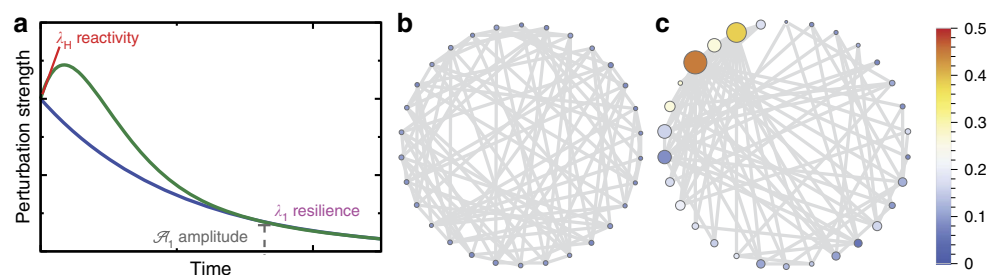 a
λH reactivity
Perturbation strength
λ1 resilience
𝒜1 amplitude
Time
b
c
0.5
0.4
0.3
0.2
0.1
0